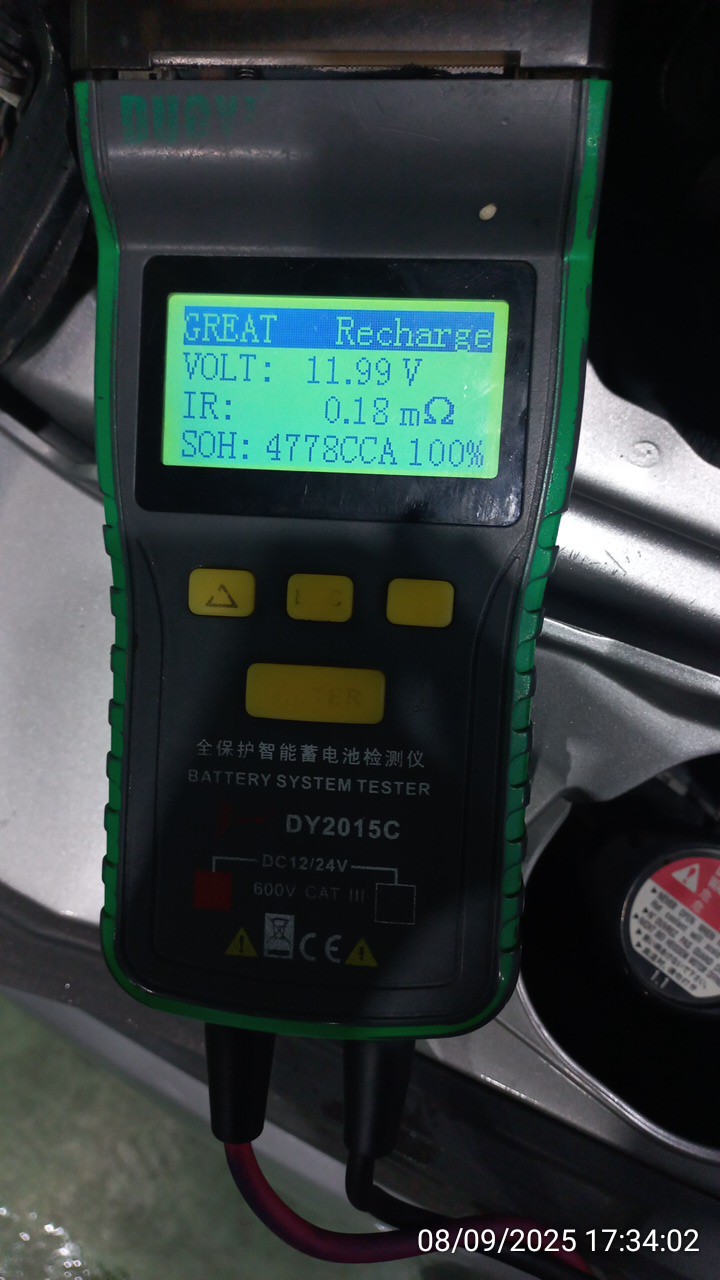 DUOYI
GREAT Recharge
VOLT: 11.99 V
IR: 0.18 mΩ
SOH: 4778CCA 100%
全保护智能蓄电池检测仪
BATTERY SYSTEM TESTER
DY2015C
DC12/24V
600V CAT III
CE
08/09/2025 17:34:02